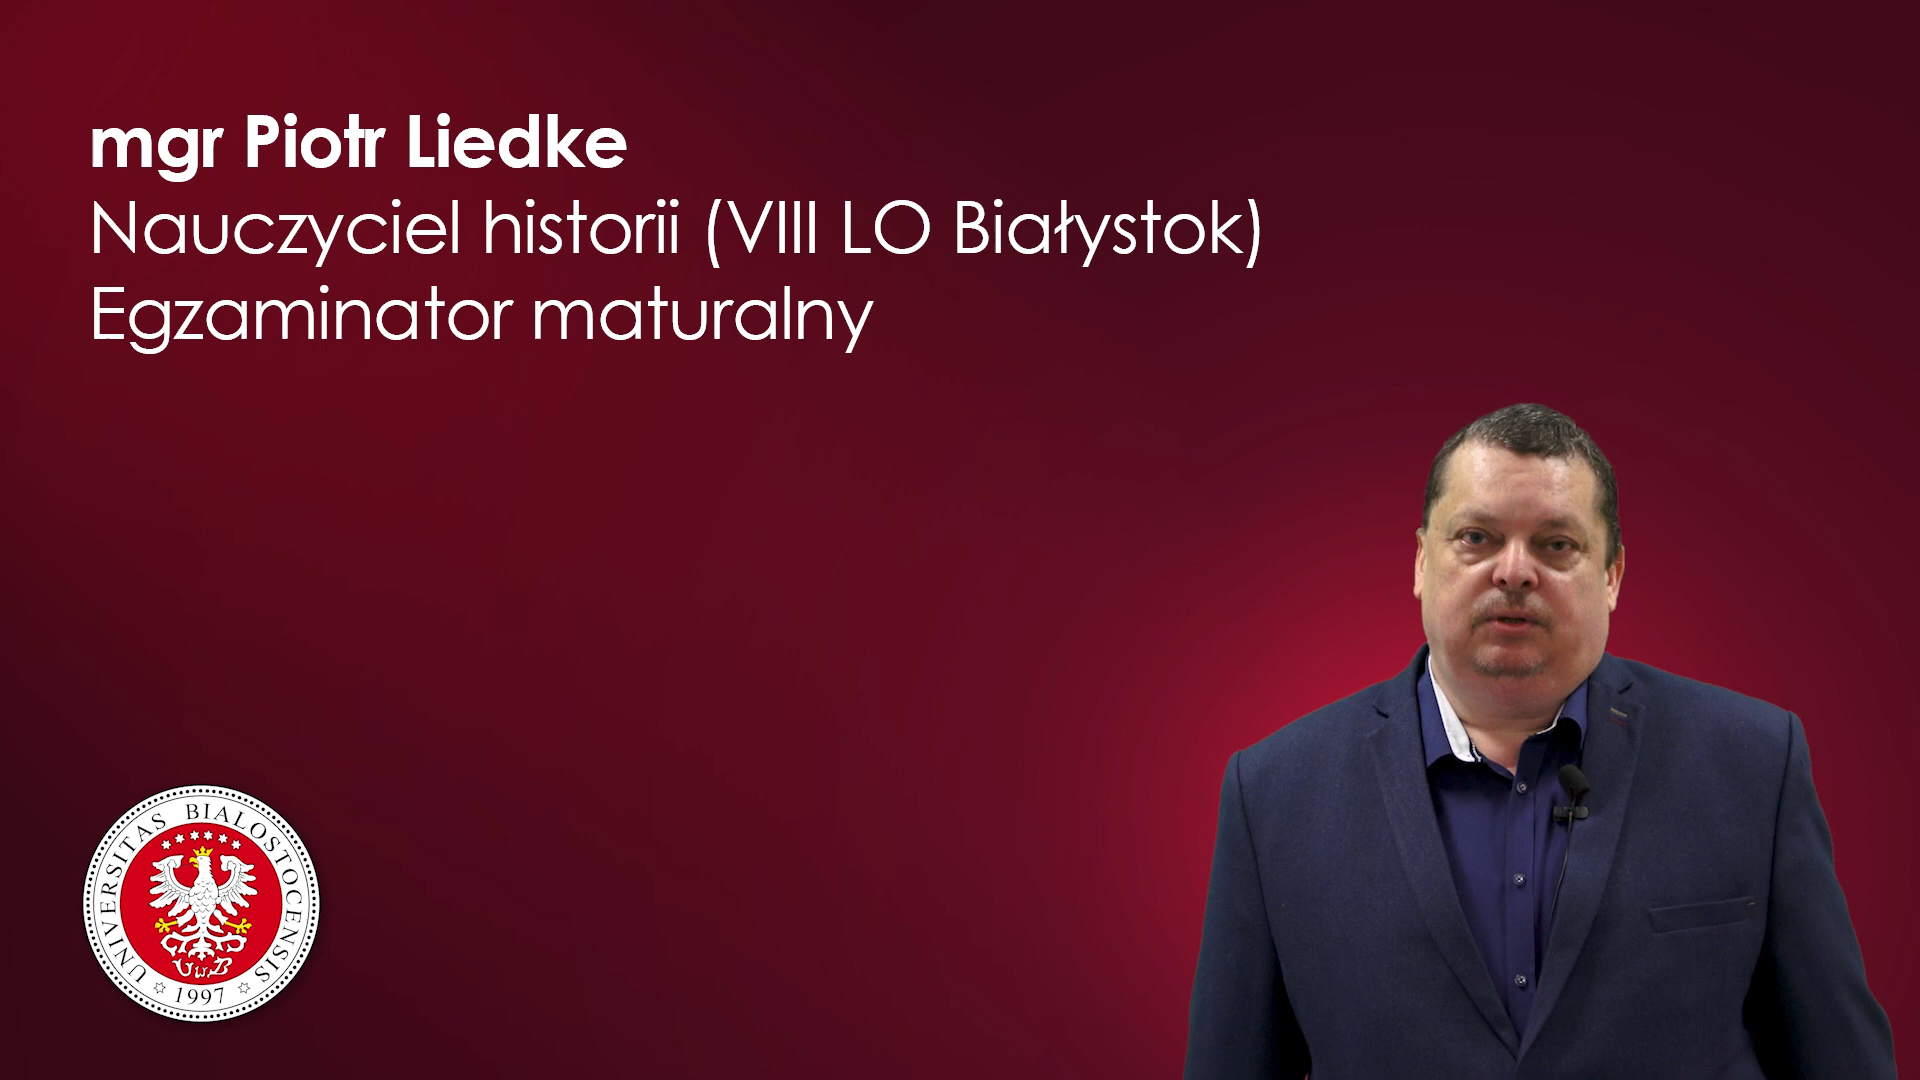 mgr Piotr Liedke
Nauczyciel historii (VIII LO Białystok)
Egzaminator maturalny
UNIVERSITAS BIALOSTOCENSIS
UwB
1997